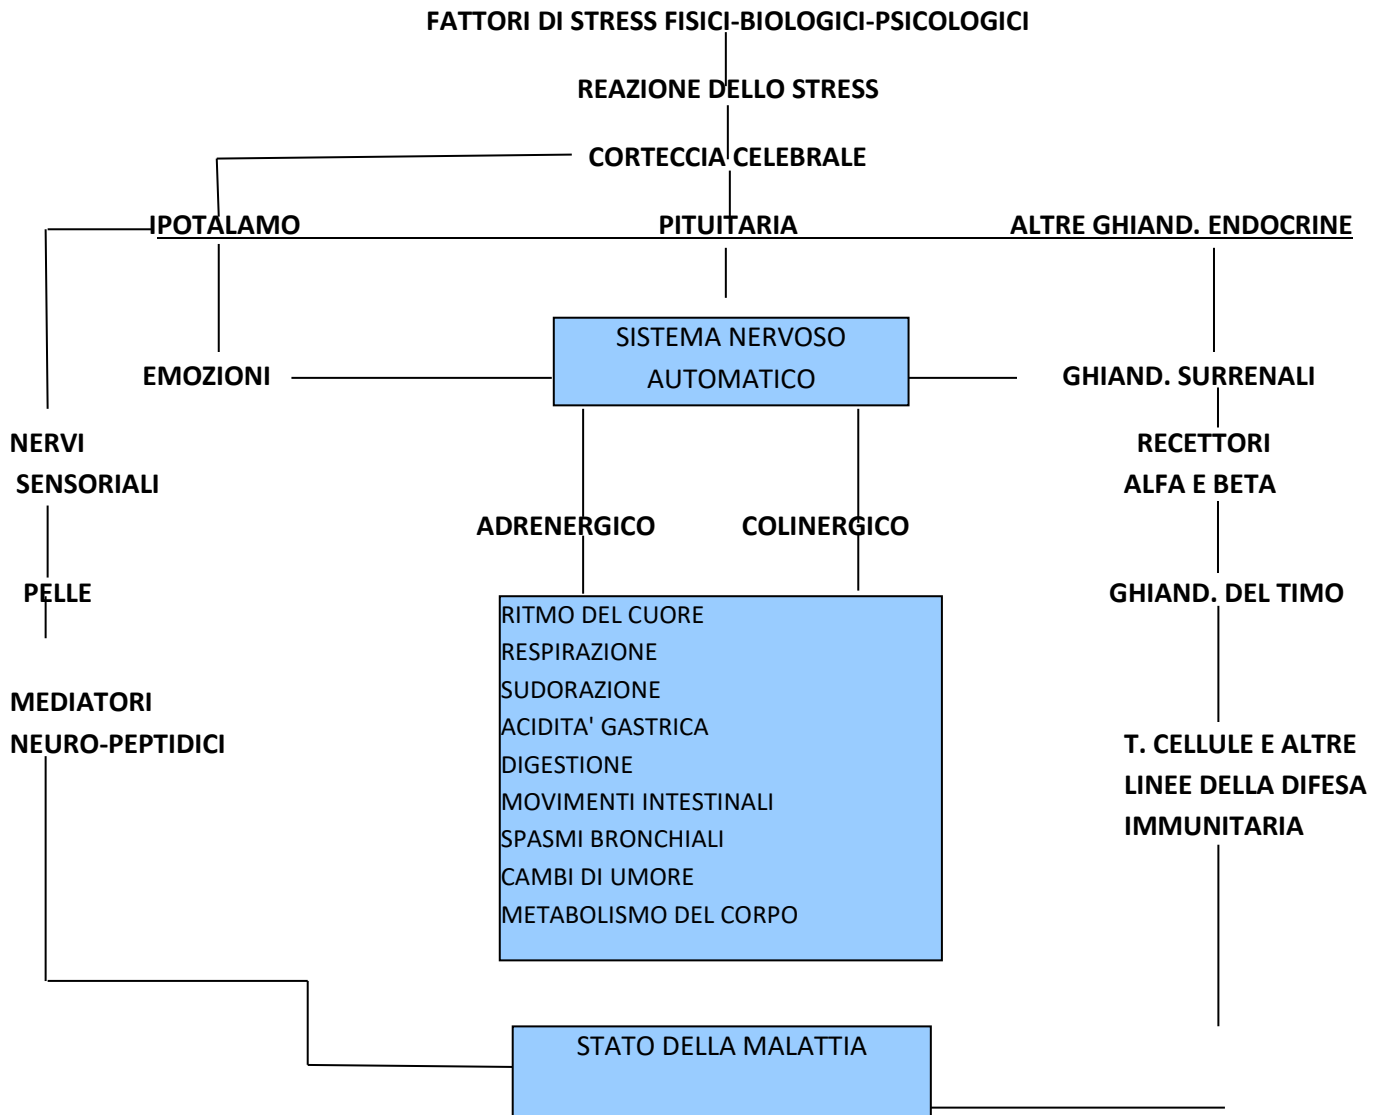 FATTORI DI STRESS FISICI-BIOLOGICI-PSICOLOGICI
REAZIONE DELLO STRESS
CORTECCIA CELEBRALE
IPOTALAMO
PITUITARIA
ALTRE GHIAND. ENDOCRINE
SISTEMA NERVOSO
AUTOMATICO
EMOZIONI
GHIAND. SURRENALI
NERVI
SENSORIALI
RECETTORI
ALFA E BETA
ADRENERGICO
COLINERGICO
PELLE
GHIAND. DEL TIMO
RITMO DEL CUORE
RESPIRAZIONE
SUDORAZIONE
ACIDITA' GASTRICA
DIGESTIONE
MOVIMENTI INTESTINALI
SPASMI BRONCHIALI
CAMBI DI UMORE
METABOLISMO DEL CORPO
MEDIATORI
NEURO-PEPTIDICI
T. CELLULE E ALTRE
LINEE DELLA DIFESA
IMMUNITARIA
STATO DELLA MALATTIA